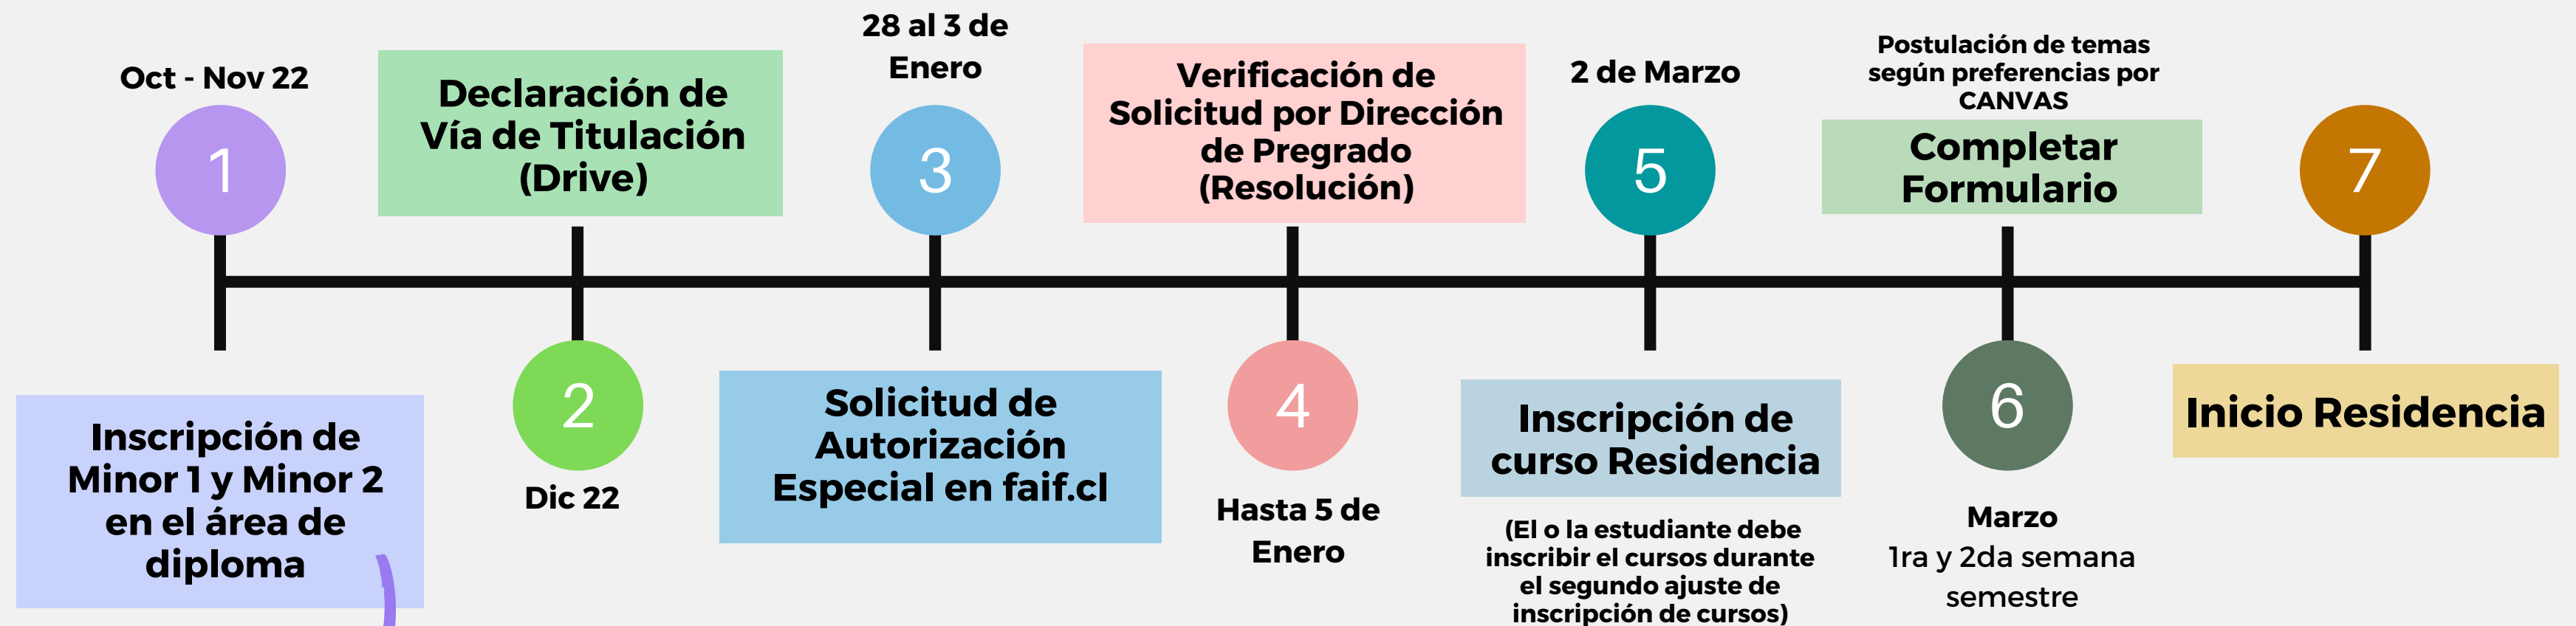 Oct - Nov 22
1
Inscripción de
Minor 1 y Minor 2
en el área de
diploma
Declaración de
Vía de Titulación
(Drive)
2
Dic 22
28 al 3 de
Enero
3
Solicitud de
Autorización
Especial en faif.cl
Verificación de
Solicitud por Dirección
de Pregrado
(Resolución)
4
Hasta 5 de
Enero
2 de Marzo
5
Inscripción de
curso Residencia
(El o la estudiante debe
inscribir el cursos durante
el segundo ajuste de
inscripción de cursos)
Postulación de temas
según preferencias por
CANVAS
Completar
Formulario
6
Marzo
1ra y 2da semana
semestre
7
Inicio Residencia